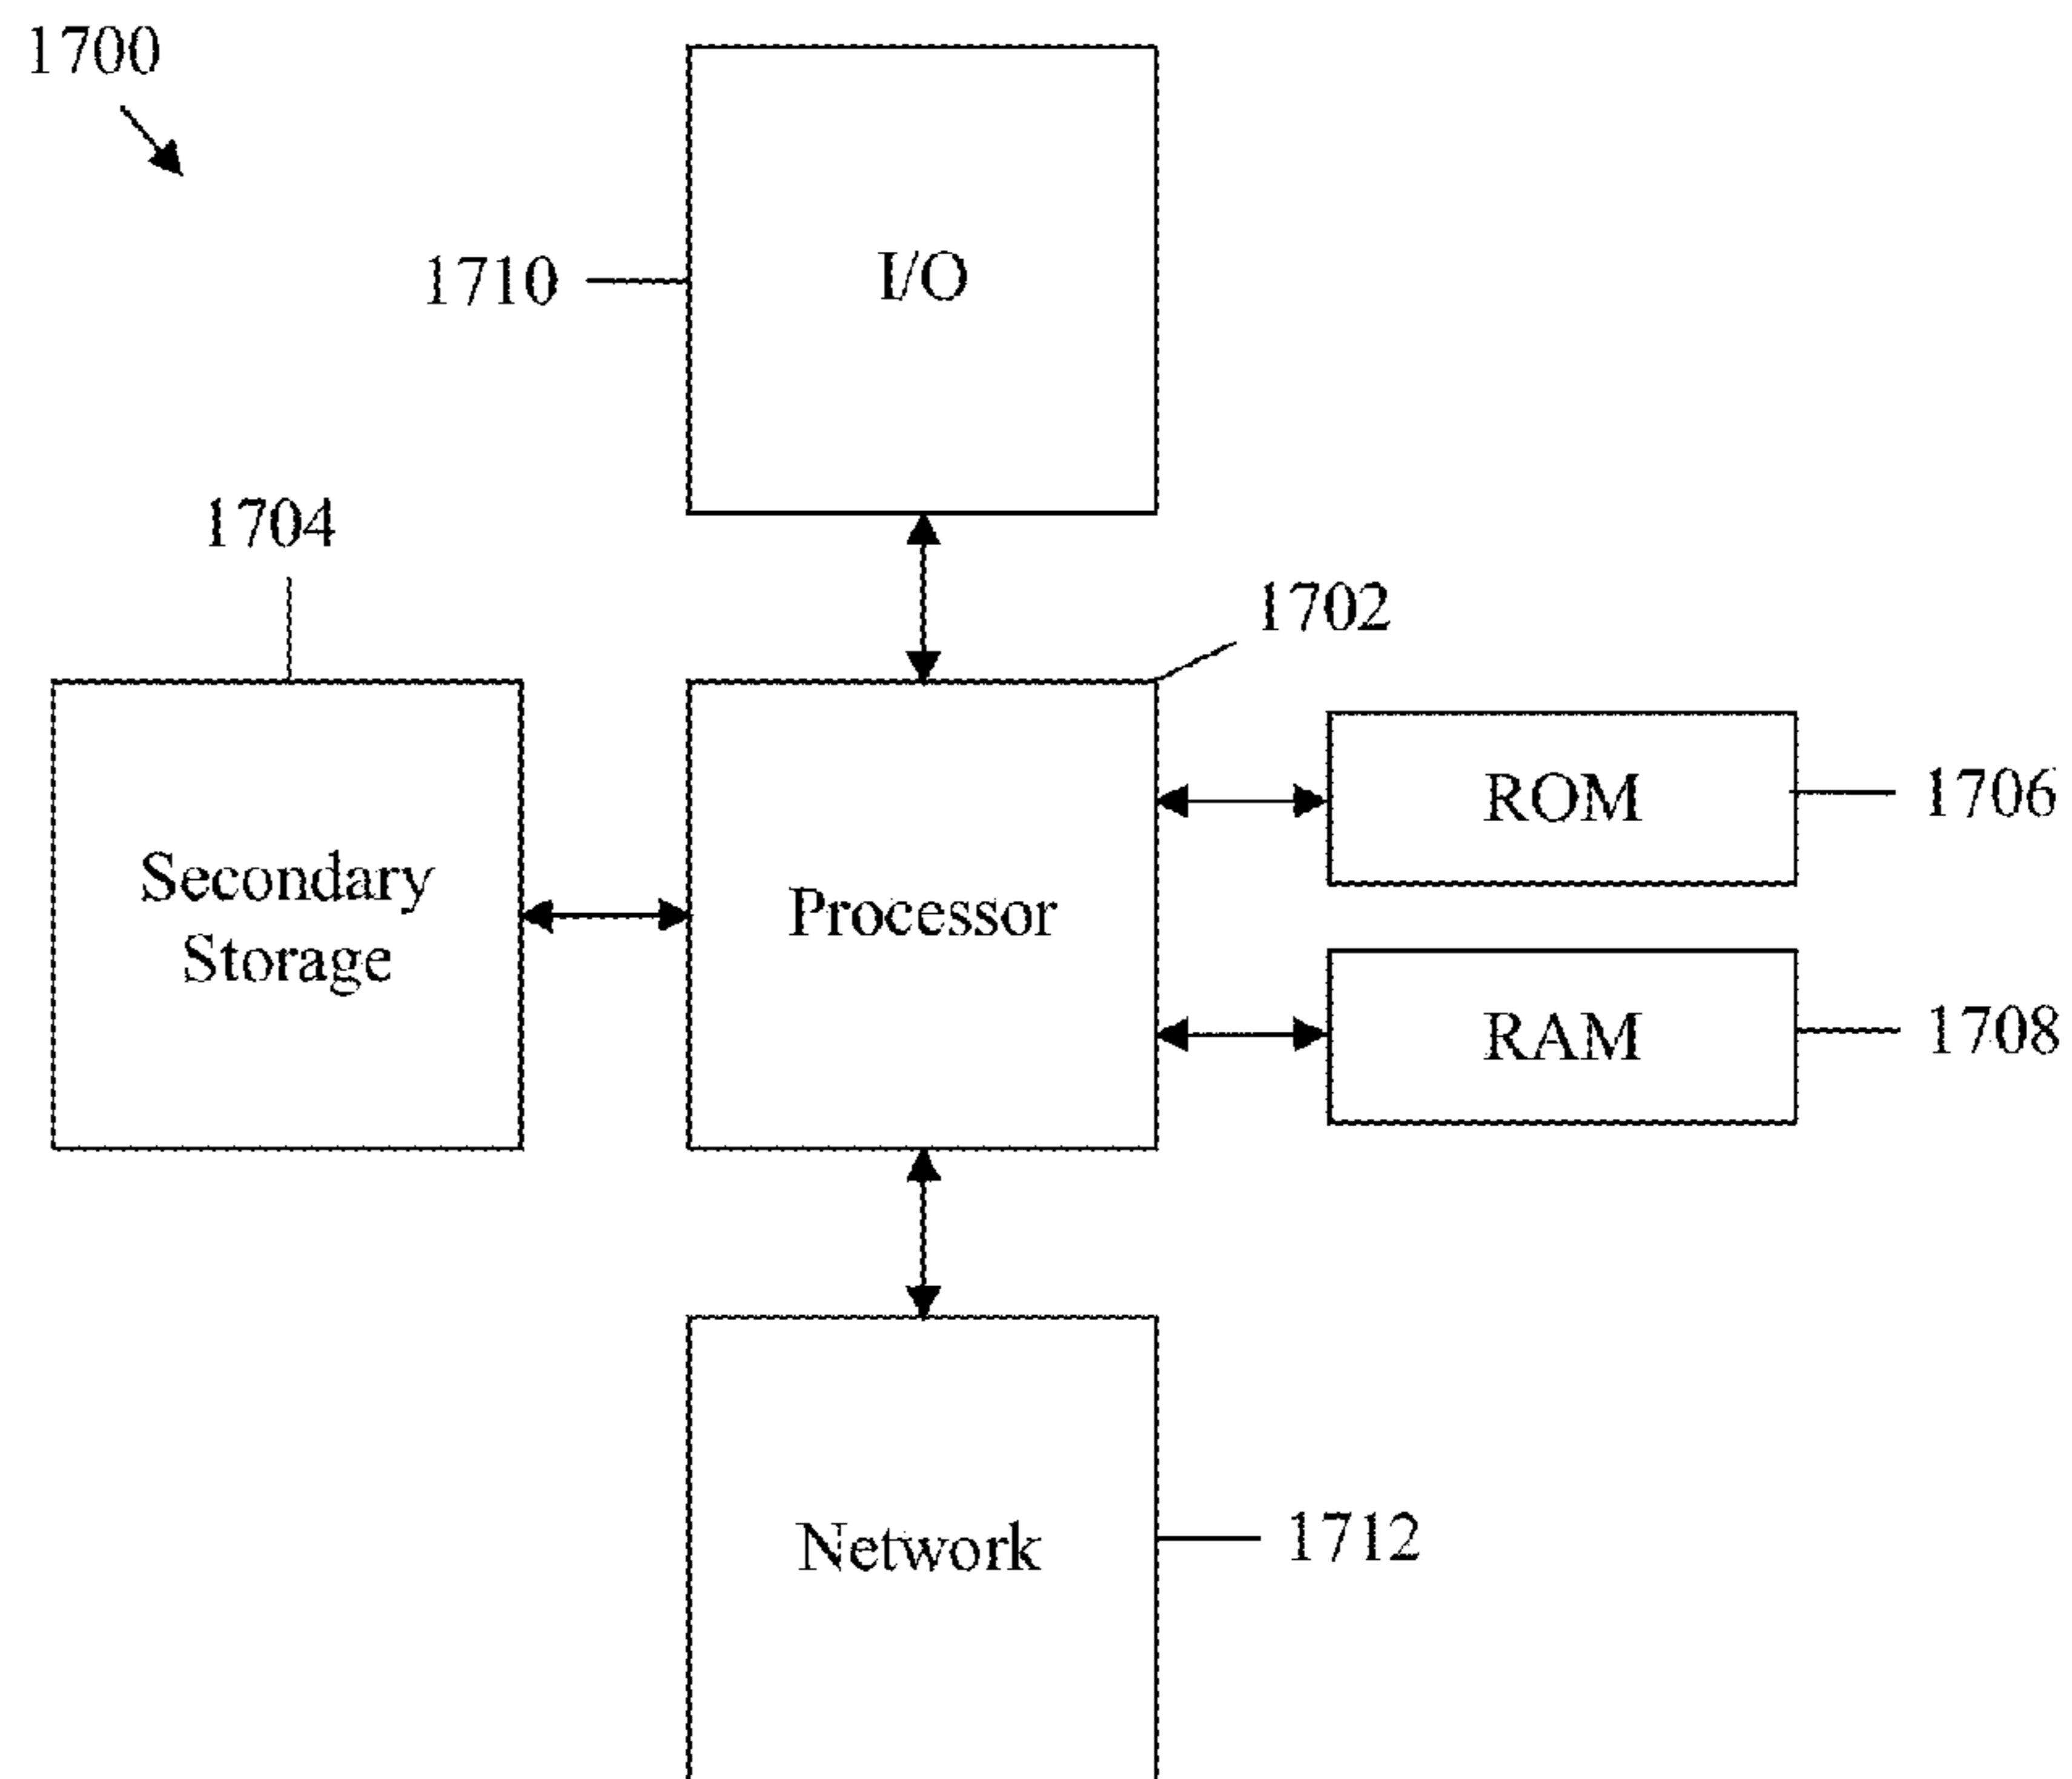 1700
I/O
1710
1704
1702
Secondary
Storage
Processor
ROM
1706
RAM
1708
Network
1712